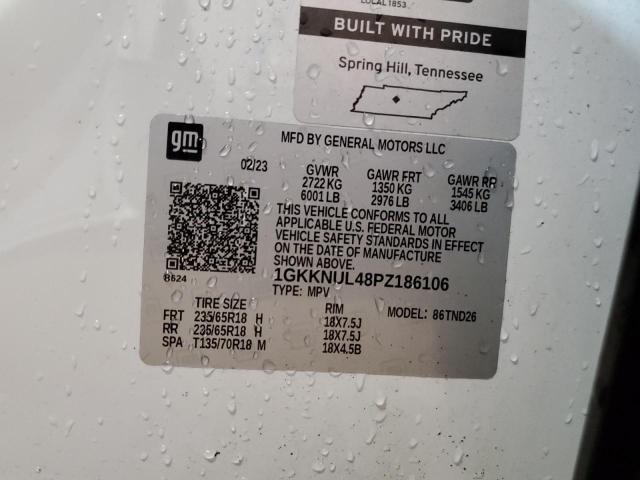 LOCAL 1853
BUILT WITH PRIDE
Spring Hill, Tennessee
gm
MFD BY GENERAL MOTORS LLC
02/23 GVWR GAWR FRT GAWR RR
2722 KG 1350 KG 1545 KG
6001 LB 2976 LB 3406 LB
THIS VEHICLE CONFORMS TO ALL
APPLICABLE U.S. FEDERAL MOTOR
VEHICLE SAFETY STANDARDS IN EFFECT
ON THE DATE OF MANUFACTURE
SHOWN ABOVE.
B624
1GKKNUL48PZ186106
TYPE: MPV
TIRE SIZE RIM MODEL: 86TND26
FRT 235/65R18 H 18X7.5J
RR 235/65R18 H 18X7.5J
SPA T135/70R18 M 18X4.5B